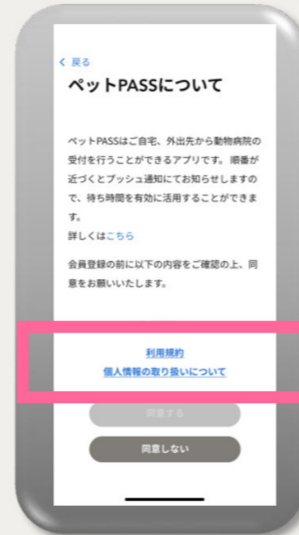 < 戻る
ペットPASSについて
ペットPASSはご自宅、外出先から動物病院の
受付を行うことができるアプリです。 順番が
近づくとプッシュ通知にてお知らせしますの
で、待ち時間を有効に活用することができま
す。
詳しくはこちら
会員登録の前に以下の内容をご確認の上、同
意をお願いいたします。
利用規約
個人情報の取り扱いについて
同意する
同意しない